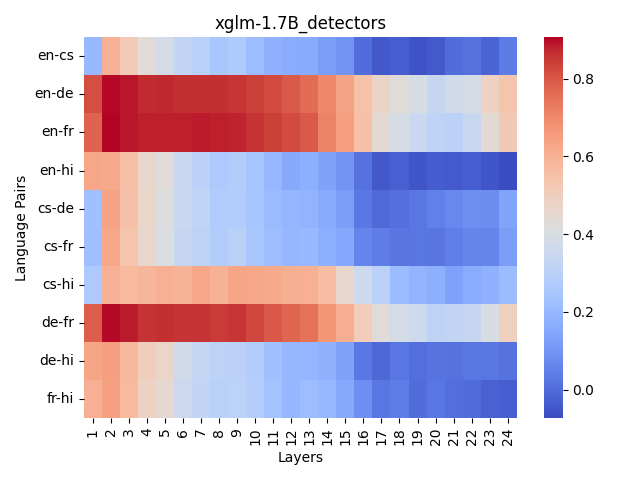 xglm-1.7B_detectors
Language Pairs
en-cs
en-de
en-fr
en-hi
cs-de
cs-fr
cs-hi
de-fr
de-hi
fr-hi
1 2 3 4 5 6 7 8 9 10 11 12 13 14 15 16 17 18 19 20 21 22 23 24
Layers
0.8
0.6
0.4
0.2
0.0